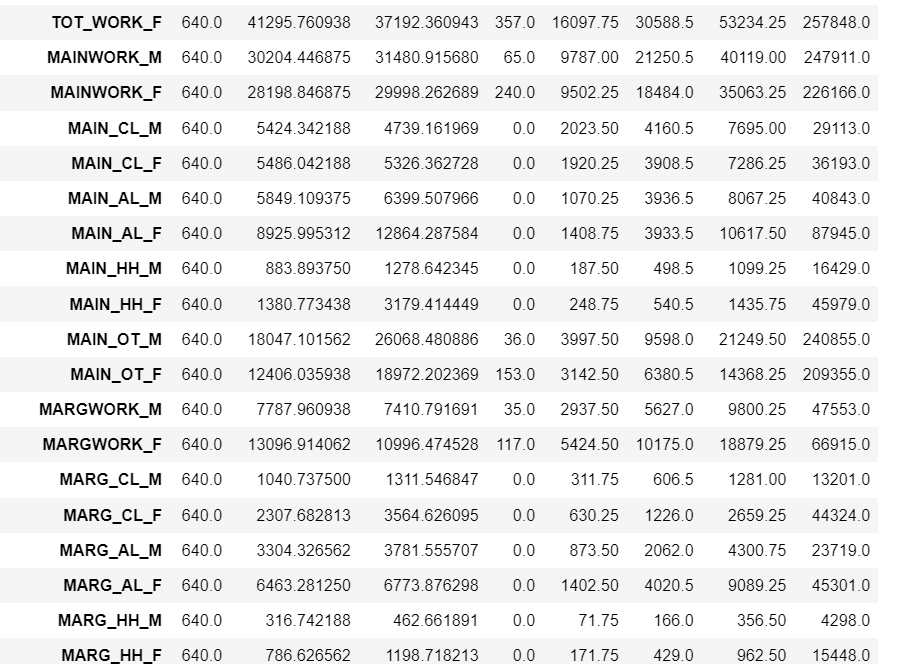 TOT_WORK_F 640.0 41295.760938 37192.360943 357.0 16097.75 30588.5 53234.25 257848.0
MAINWORK_M 640.0 30204.446875 31480.915680 65.0 9787.00 21250.5 40119.00 247911.0
MAINWORK_F 640.0 28198.846875 29998.262689 240.0 9502.25 18484.0 35063.25 226166.0
MAIN_CL_M 640.0 5424.342188 4739.161969 0.0 2023.50 4160.5 7695.00 29113.0
MAIN_CL_F 640.0 5486.042188 5326.362728 0.0 1920.25 3908.5 7286.25 36193.0
MAIN_AL_M 640.0 5849.109375 6399.507966 0.0 1070.25 3936.5 8067.25 40843.0
MAIN_AL_F 640.0 8925.995312 12864.287584 0.0 1408.75 3933.5 10617.50 87945.0
MAIN_HH_M 640.0 883.893750 1278.642345 0.0 187.50 498.5 1099.25 16429.0
MAIN_HH_F 640.0 1380.773438 3179.414449 0.0 248.75 540.5 1435.75 45979.0
MAIN_OT_M 640.0 18047.101562 26068.480886 36.0 3997.50 9598.0 21249.50 240855.0
MAIN_OT_F 640.0 12406.035938 18972.202369 153.0 3142.50 6380.5 14368.25 209355.0
MARGWORK_M 640.0 7787.960938 7410.791691 35.0 2937.50 5627.0 9800.25 47553.0
MARGWORK_F 640.0 13096.914062 10996.474528 117.0 5424.50 10175.0 18879.25 66915.0
MARG_CL_M 640.0 1040.737500 1311.546847 0.0 311.75 606.5 1281.00 13201.0
MARG_CL_F 640.0 2307.682813 3564.626095 0.0 630.25 1226.0 2659.25 44324.0
MARG_AL_M 640.0 3304.326562 3781.555707 0.0 873.50 2062.0 4300.75 23719.0
MARG_AL_F 640.0 6463.281250 6773.876298 0.0 1402.50 4020.5 9089.25 45301.0
MARG_HH_M 640.0 316.742188 462.661891 0.0 71.75 166.0 356.50 4298.0
MARG_HH_F 640.0 786.626562 1198.718213 0.0 171.75 429.0 962.50 15448.0